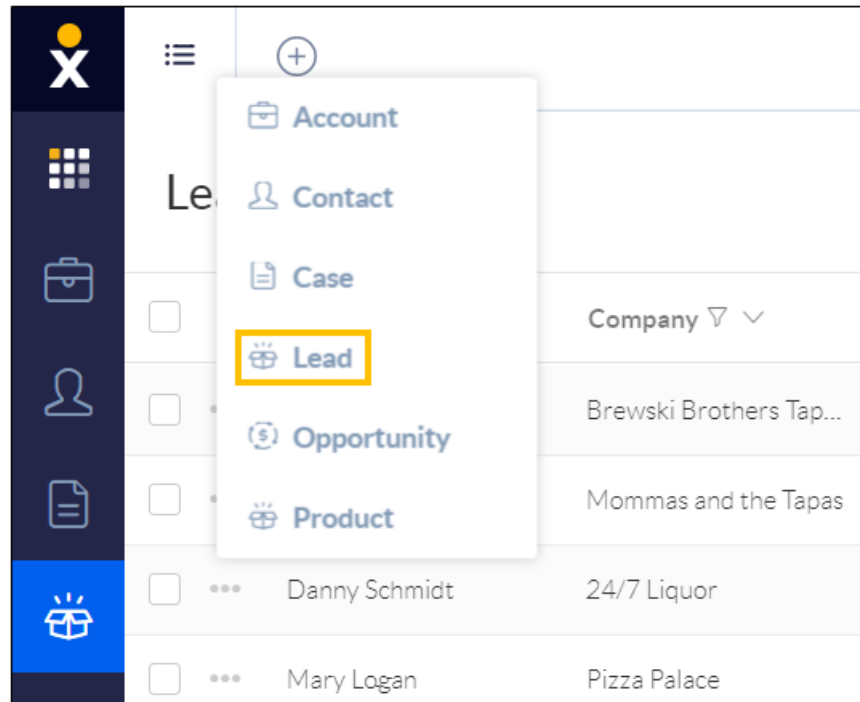 Account
Le
Contact
Case
Company
Lead
Brewski Brothers Tap...
Opportunity
Mommas and the Tapas
Product
Danny Schmidt 24/7 Liquor
Mary Logan Pizza Palace